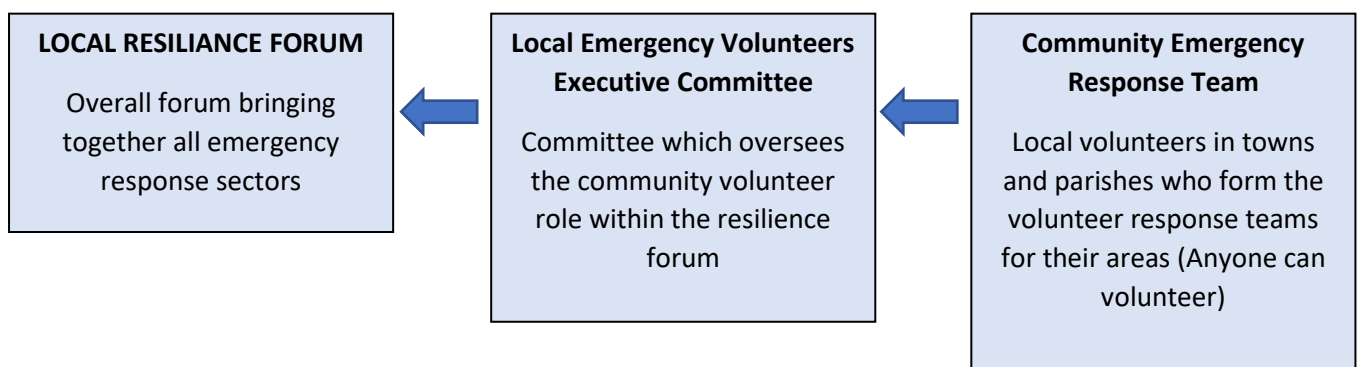 LOCAL RESILIANCE FORUM
Overall forum bringing
together all emergency
response sectors
Local Emergency Volunteers
Executive Committee
Committee which oversees
the community volunteer
role within the resilience
forum
Community Emergency
Response Team
Local volunteers in towns
and parishes who form the
volunteer response teams
for their areas (Anyone can
volunteer)